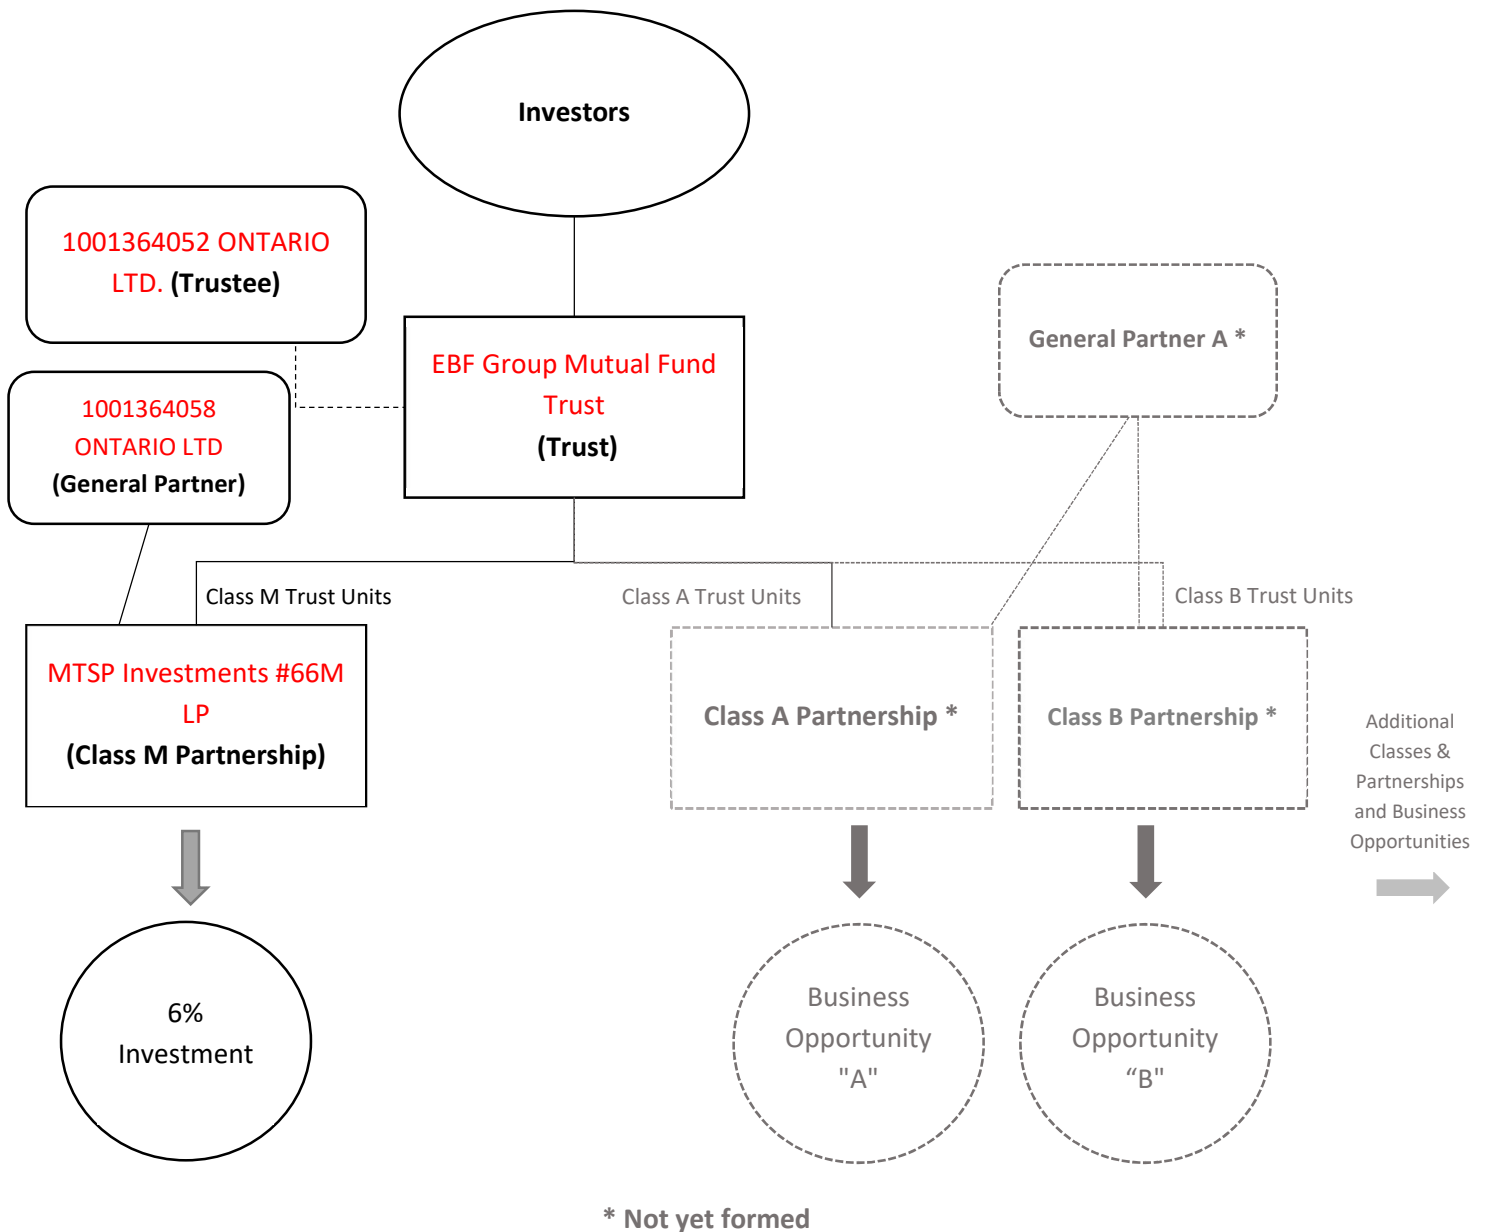 Investors
1001364052 ONTARIO
LTD. (Trustee)
General Partner A *
EBF Group Mutual Fund
Trust
(Trust)
1001364058
ONTARIO LTD
(General Partner)
Class M Trust Units
Class A Trust Units
Class B Trust Units
MTSP Investments #66M
LP
(Class M Partnership)
Class A Partnership *
Class B Partnership *
Additional
Classes &
Partnerships
and Business
Opportunities
6%
Investment
Business
Opportunity
"A"
Business
Opportunity
“B"
* Not yet formed